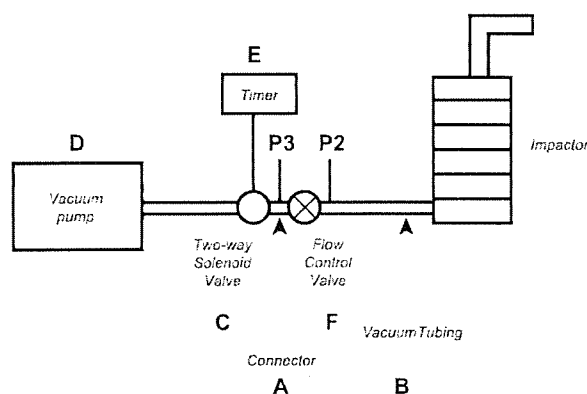 E
Timer
D
P3 P2
Impactor
Vacuum
pump
Two-way
Solenoid
Valve
Flow
Control
Valve
C
F
Vacuum Tubing
Connector
A
B